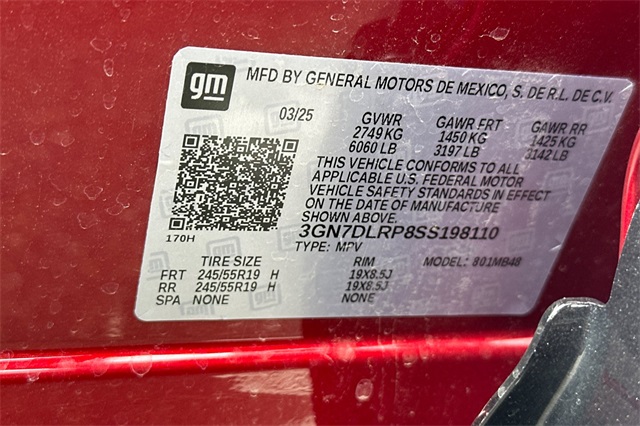 gm
MFD BY GENERAL MOTORS DE MEXICO, S. DE R.L. DE C.V.
03/25 GVWR GAWR FRT GAWR RR
2749 KG 1450 KG 1425 KG
6060 LB 3197 LB 3142 LB
THIS VEHICLE CONFORMS TO ALL
APPLICABLE U.S. FEDERAL MOTOR
VEHICLE SAFETY STANDARDS IN EFFECT
ON THE DATE OF MANUFACTURE
SHOWN ABOVE.
170H
3GN7DLRP8SS198110
TYPE: MPV MODEL: 801MB48
TIRE SIZE RIM
FRT 245/55R19 H 19X8.5J
RR 245/55R19 H 19X8.5J
SPA NONE NONE